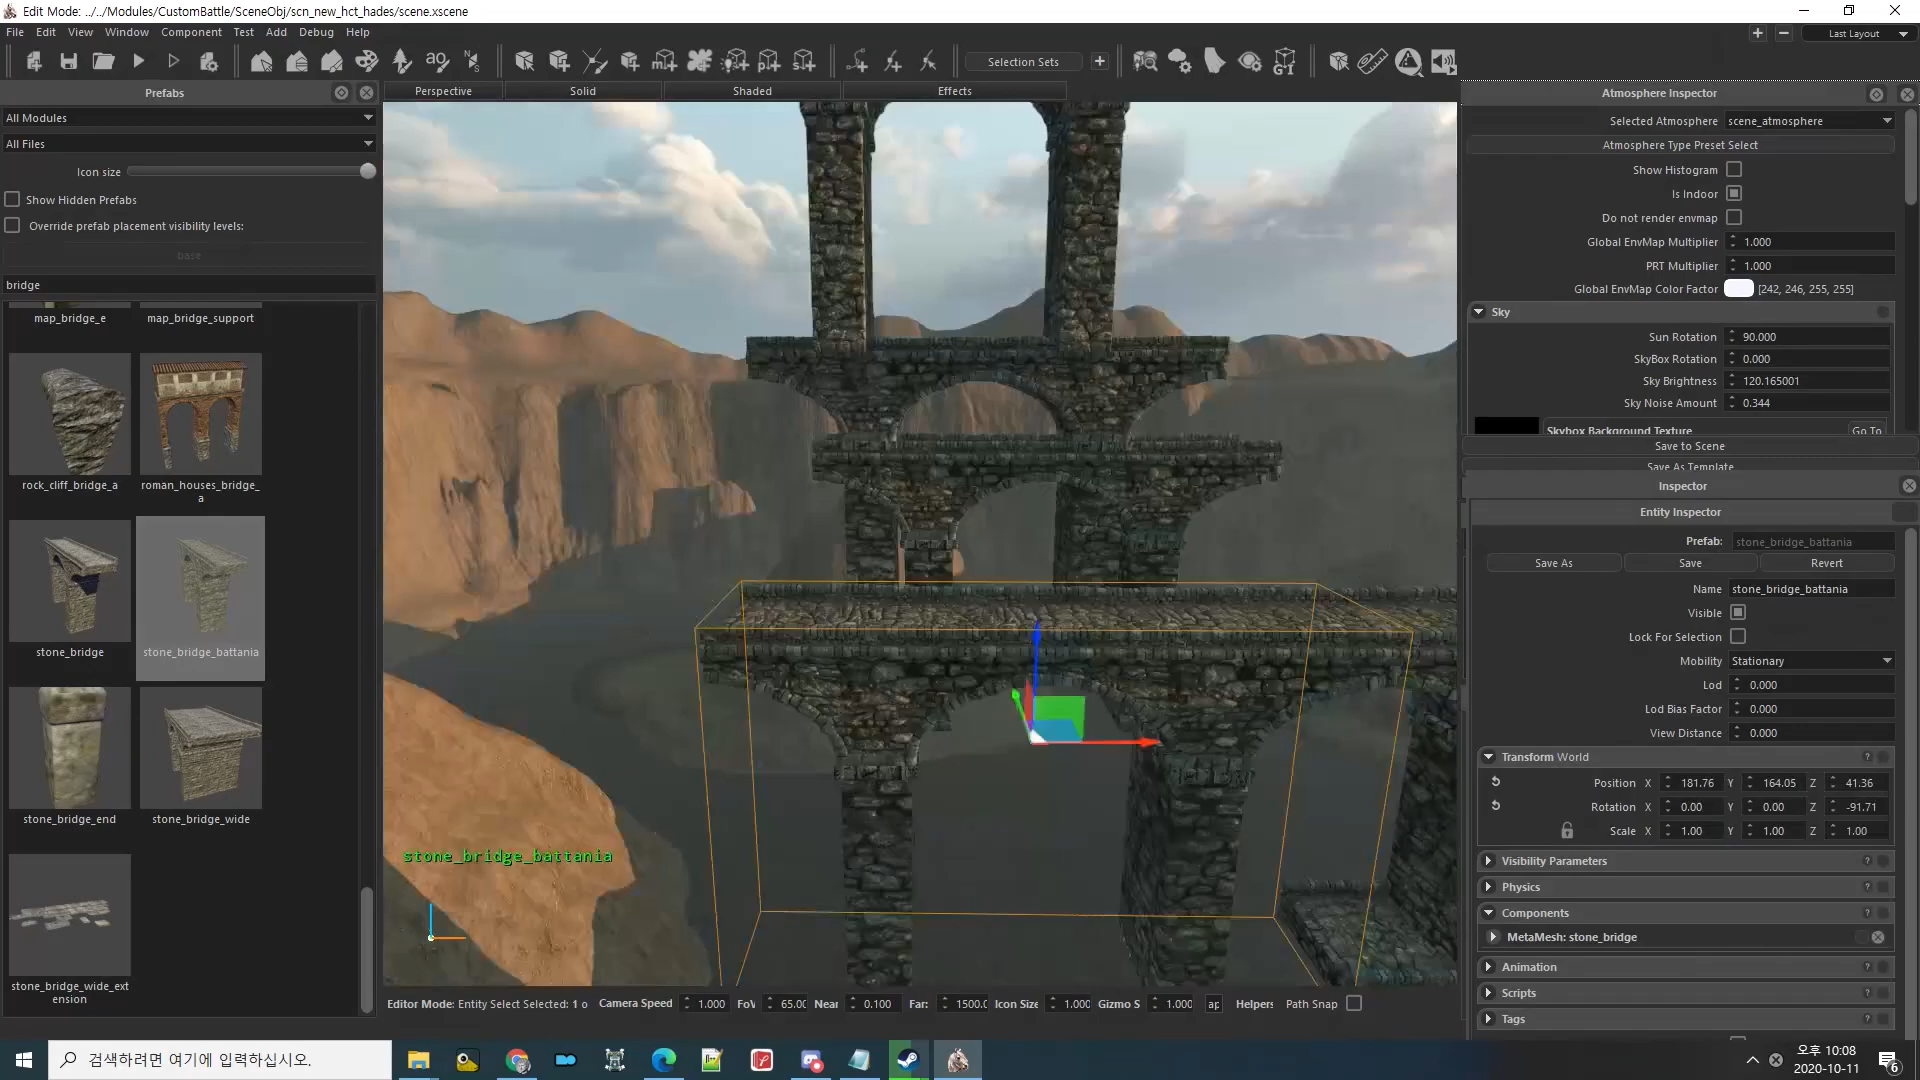 Edit Mode: ../../Modules/CustomBattle/SceneObj/scn_new_hct_hades/scene.xscene
File Edit View Window Component Test Add Debug Help
Last Layout
Selection Sets
Prefabs
All Modules
All Files
Icon size
Show Hidden Prefabs
Override prefab placement visibility levels:
base
bridge
map_bridge_e map_bridge_support
rock_cliff_bridge_a roman_houses_bridge_
a
stone_bridge stone_bridge_battania
stone_bridge_end stone_bridge_wide
stone_bridge_wide_ext
ension
Perspective Solid Shaded Effects
stone_bridge_battania
Editor Mode: Entity Select Selected: 1 o Camera Speed 1.000 FoV 65.00 Near 0.100 Far: 1500.0 Icon Size 1.000 Gizmo S 1.000 ap Helpers Path Snap
Atmosphere Inspector
Selected Atmosphere scene_atmosphere
Atmosphere Type Preset Select
Show Histogram
Is Indoor
Do not render envmap
Global EnvMap Multiplier 1.000
PRT Multiplier 1.000
Global EnvMap Color Factor [242, 246, 255, 255]
Sky
Sun Rotation 90.000
SkyBox Rotation 0.000
Sky Brightness 120.165001
Sky Noise Amount 0.344
Skybox Background Texture Go To
Save to Scene
Save As Template
Inspector
Entity Inspector
Prefab: stone_bridge_battania
Save As Save Revert
Name stone_bridge_battania
Visible
Lock For Selection
Mobility Stationary
Lod 0.000
Lod Bias Factor 0.000
View Distance 0.000
Transform World
Position X 181.76 Y 164.05 Z 41.36
Rotation X 0.00 Y 0.00 Z -91.71
Scale X 1.00 Y 1.00 Z 1.00
Visibility Parameters
Physics
Components
MetaMesh: stone_bridge
Animation
Scripts
Tags
검색하려면 여기에 입력하십시오.
오후 10:08
2020-10-11
6